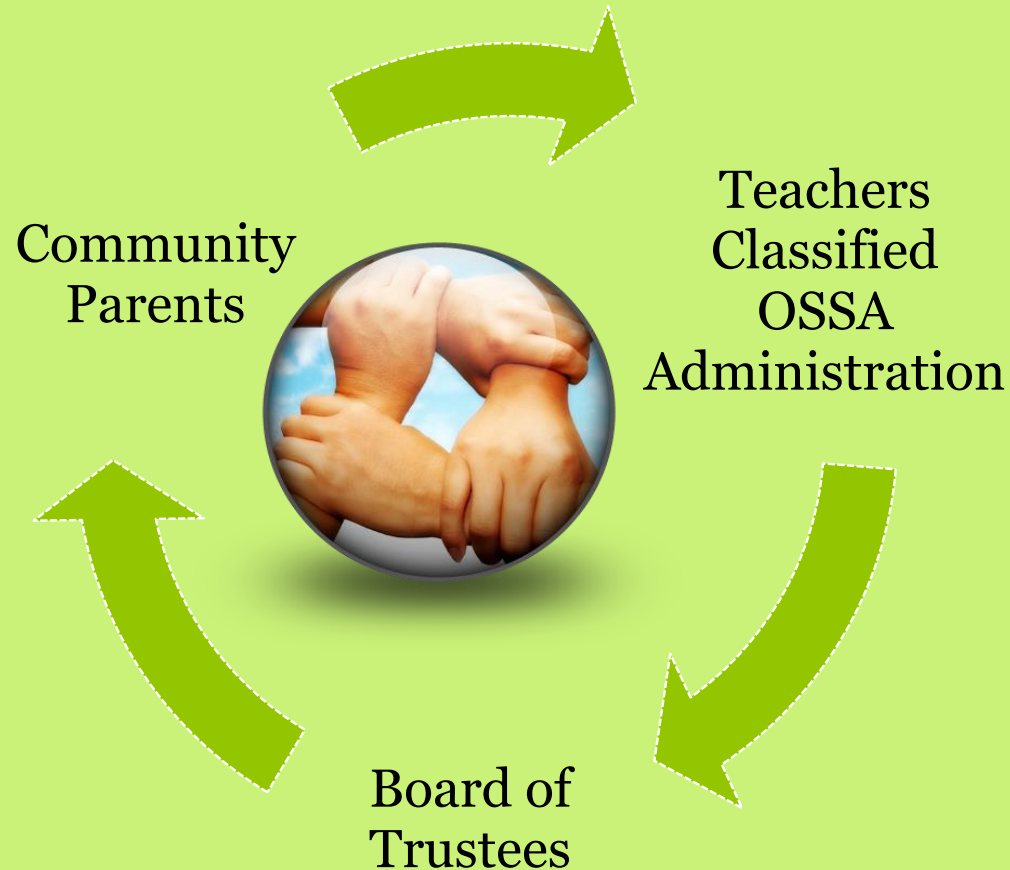 Community
Parents
Teachers
Classified
OSSA
Administration
Board of
Trustees